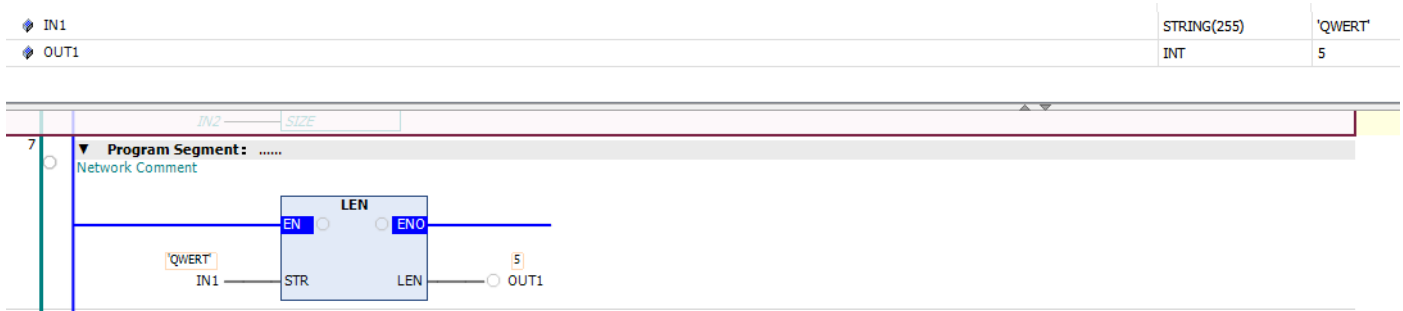 IN1 STRING(255) 'QWERT'
OUT1 INT 5
IN2 SIZE
7 Program Segment: ......
Network Comment
LEN
EN ENO
'QWERT' 5
IN1 STR LEN OUT1